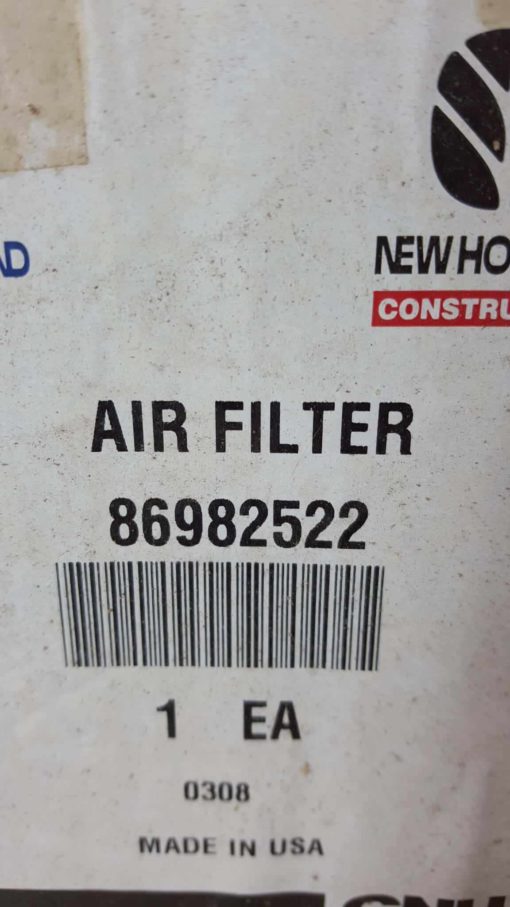 NEW HO
CONSTRU
AIR FILTER
86982522
1 EA
0308
MADE IN USA